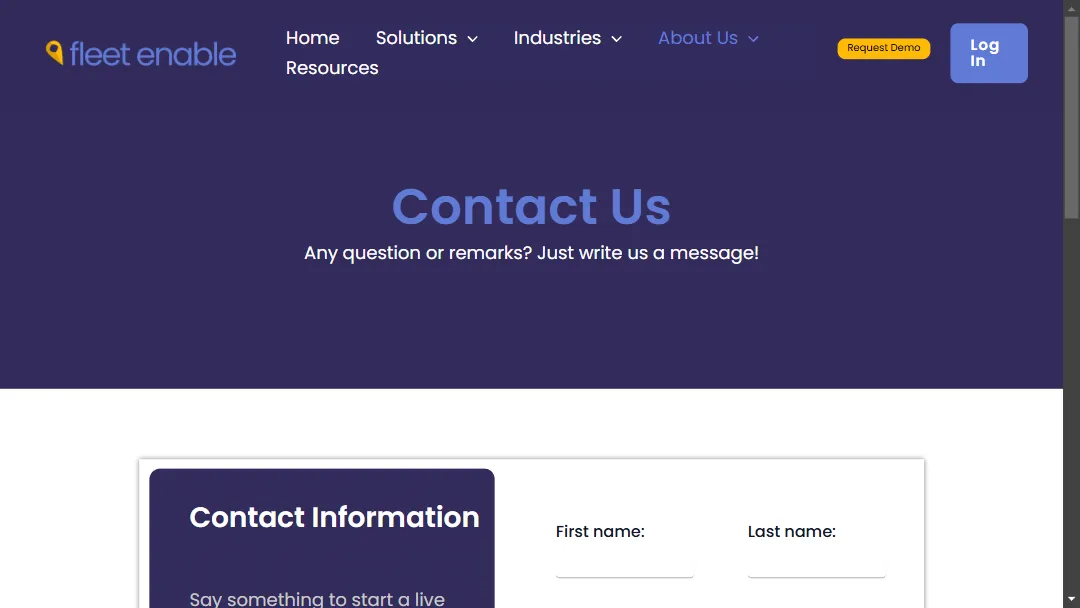 fleet enable
Home Solutions Industries About Us
Resources
Request Demo
Log
In
Contact Us
Any question or remarks? Just write us a message!
Contact Information
Say something to start a live
First name: Last name: